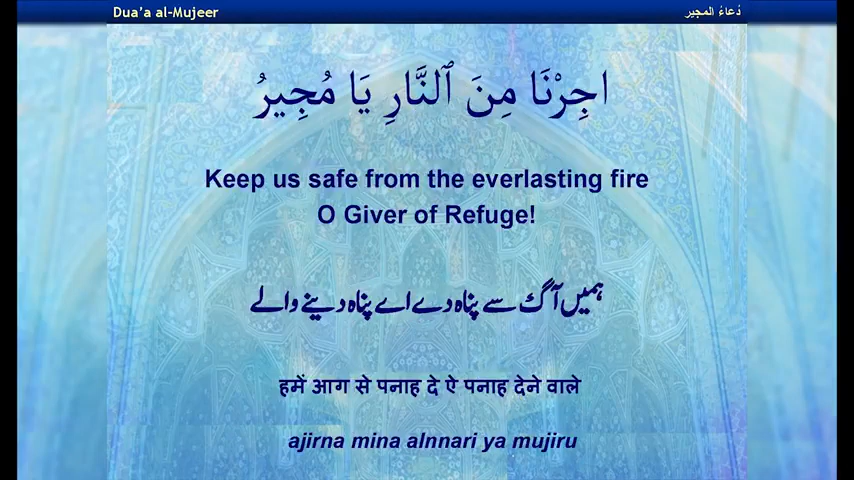 Dua'a al-Mujeer
دُعاءُ المجير
اَجِرْنَا مِنَ ٱلنَّارِ يَا مُجِيرُ
Keep us safe from the everlasting fire
O Giver of Refuge!
ہمیں آگ سے پناہ دے اے پناہ دینے والے
हमें आग से पनाह दे ऐ पनाह देने वाले
ajirna mina alnnari ya mujiru